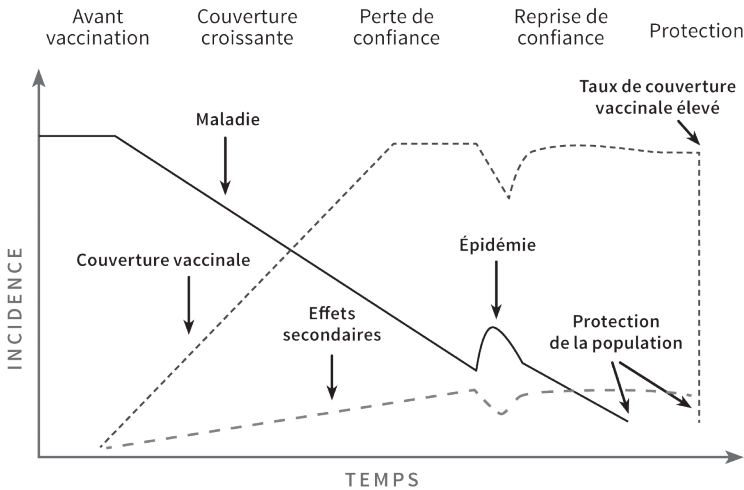 Avant
vaccination
Couverture
croissante
Perte de
confiance
Reprise de
confiance
Protection
Taux de couverture
vaccinale élevé
Maladie
Couverture vaccinale
Épidémie
Effets
secondaires
Protection
de la population
INCIDENCE
TEMPS